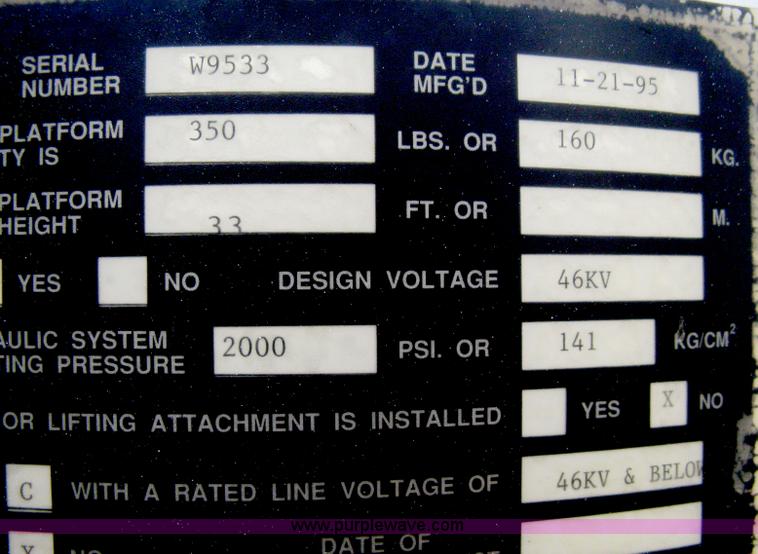 SERIAL NUMBER W9533 DATE MFG'D 11-21-95
PLATFORM TY IS 350 LBS. OR 160 KG.
PLATFORM HEIGHT 33 FT. OR M.
YES NO DESIGN VOLTAGE 46KV
AULIC SYSTEM TING PRESSURE 2000 PSI. OR 141 KG/CM²
OR LIFTING ATTACHMENT IS INSTALLED YES X NO
C WITH A RATED LINE VOLTAGE OF 46KV & BELOW
www.purplewave.com
X NO DATE OF